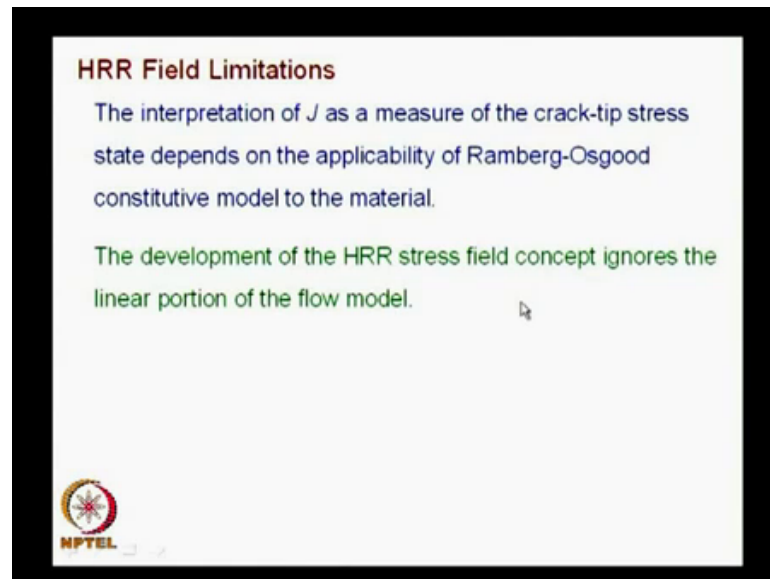 HRR Field Limitations
The interpretation of J as a measure of the crack-tip stress
state depends on the applicability of Ramberg-Osgood
constitutive model to the material.
The development of the HRR stress field concept ignores the
linear portion of the flow model.
NPTEL